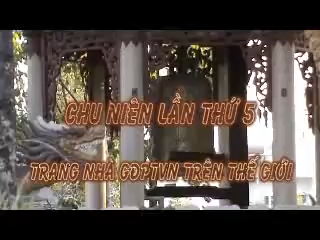 CHU NIÊN LẦN THỨ 5
TRANG NHÀ GĐPTVN TRÊN THẾ GIỚI